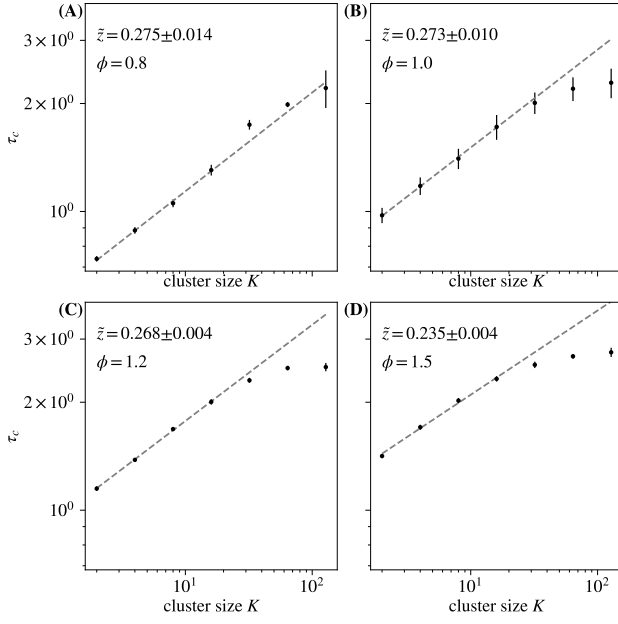 (A)
z̃ = 0.275±0.014
ϕ = 0.8
3 × 10⁰
2 × 10⁰
10⁰
τ_c
cluster size K
(B)
z̃ = 0.273±0.010
ϕ = 1.0
cluster size K
(C)
z̃ = 0.268±0.004
ϕ = 1.2
3 × 10⁰
2 × 10⁰
10⁰
τ_c
10¹ 10²
cluster size K
(D)
z̃ = 0.235±0.004
ϕ = 1.5
10¹ 10²
cluster size K